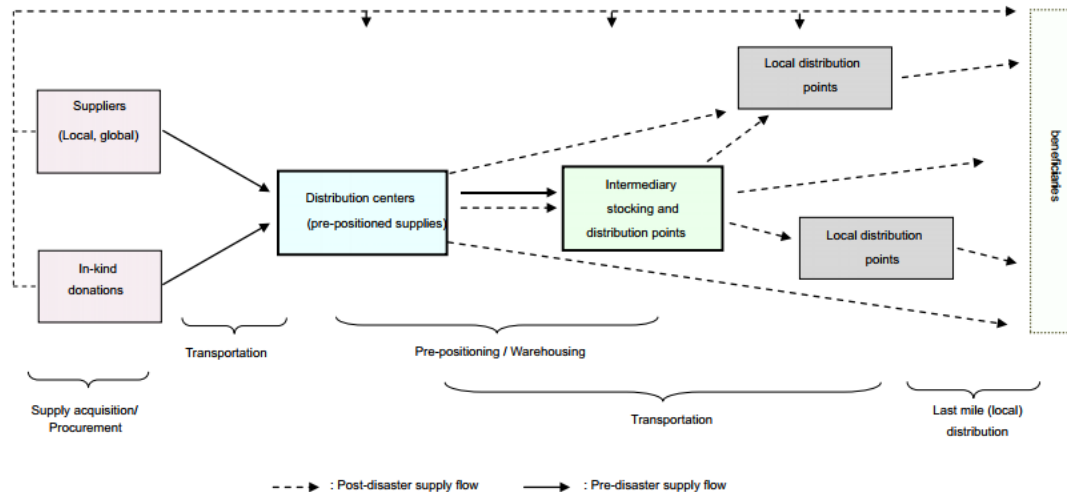 Local distribution
points
Suppliers
(Local, global)
beneficiaries
Distribution centers
(pre-positioned supplies)
Intermediary
stocking and
distribution points
Local distribution
points
In-kind
donations
Transportation
Pre-positioning / Warehousing
Supply acquisition/
Procurement
Transportation
Last mile (local)
distribution
: Post-disaster supply flow
: Pre-disaster supply flow